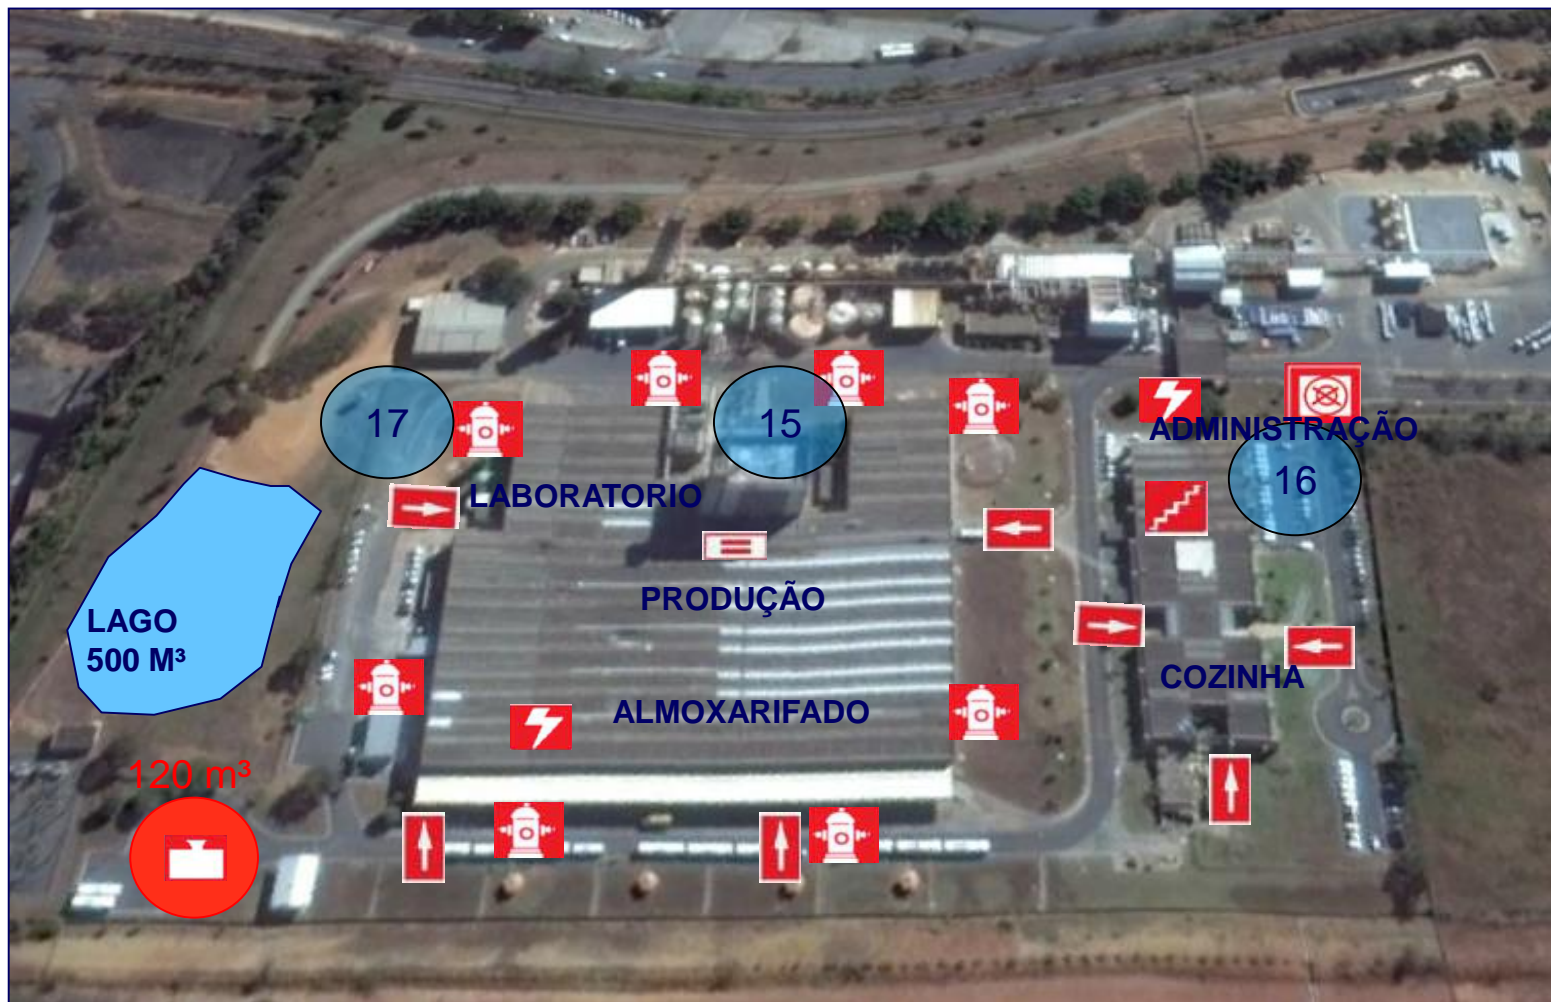 17
15
ADMINISTRAÇÃO
16
LABORATORIO
PRODUÇÃO
LAGO
500 M³
COZINHA
ALMOXARIFADO
120 m³